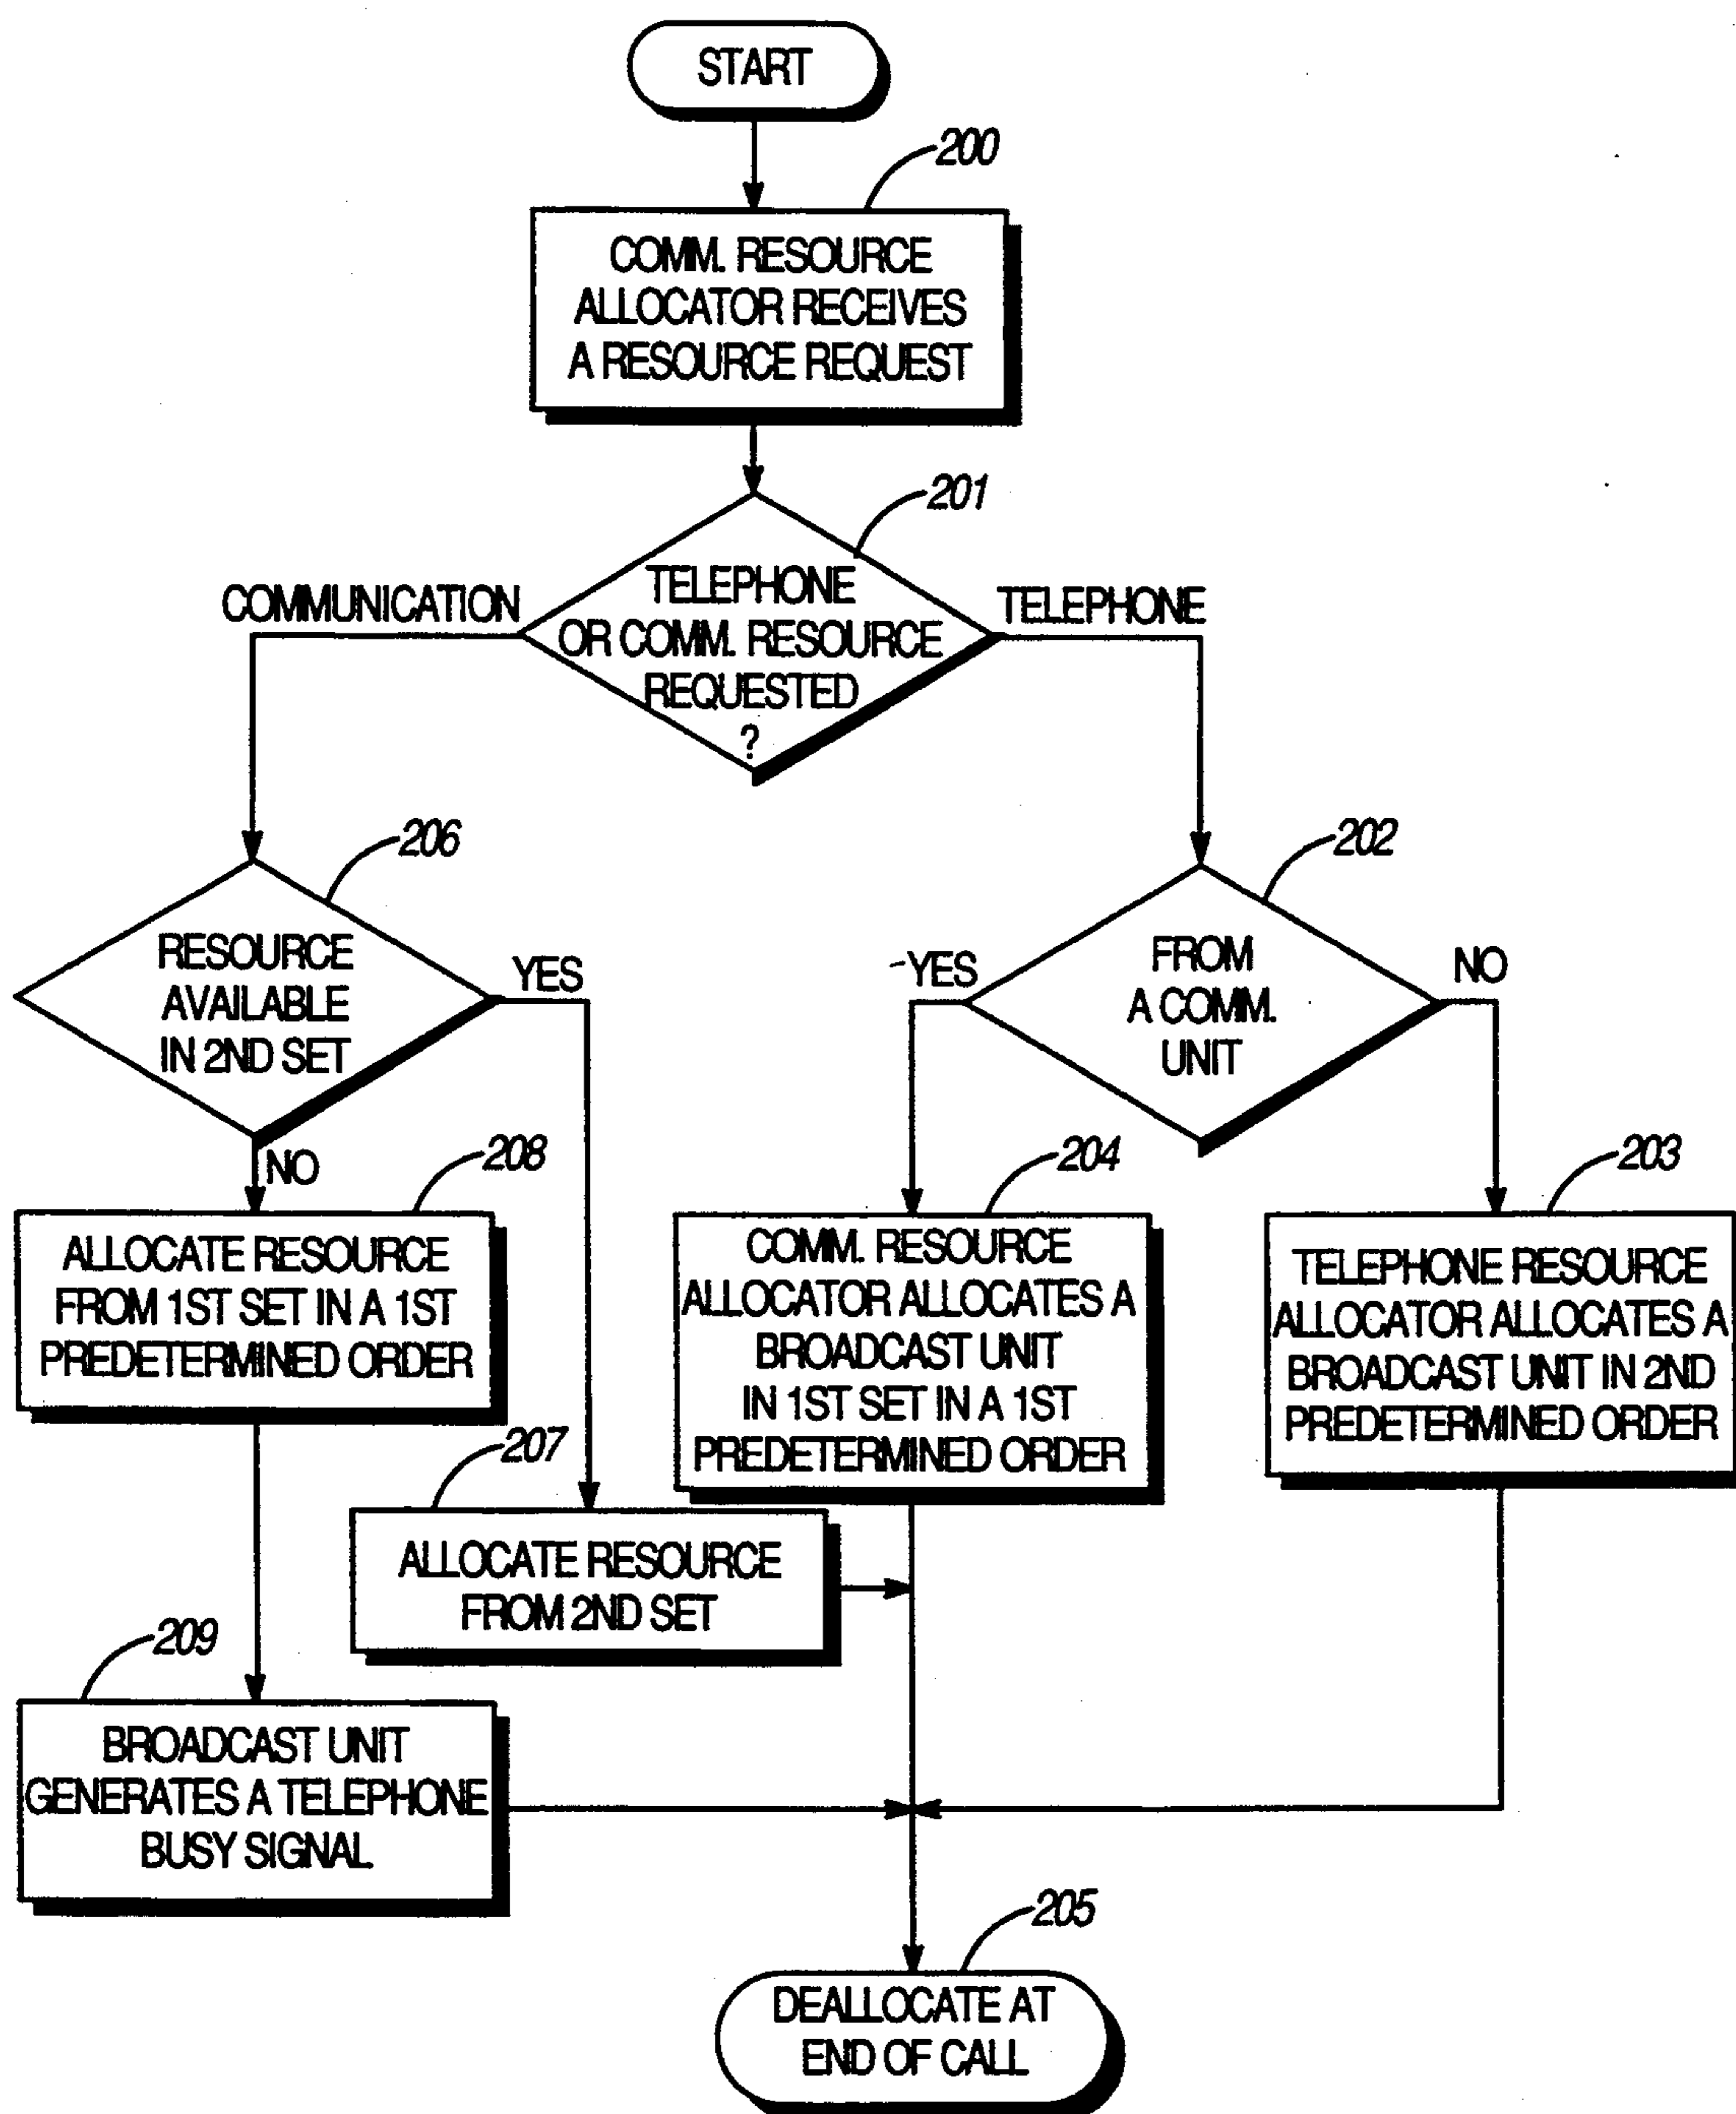 START
200
COMM. RESOURCE
ALLOCATOR RECEIVES
A RESOURCE REQUEST
201
TELEPHONE
OR COMM. RESOURCE
REQUESTED
?
COMMUNICATION
TELEPHONE
206
RESOURCE
AVAILABLE
IN 2ND SET
YES
NO
202
FROM
A COMM.
UNIT
YES
NO
208
ALLOCATE RESOURCE
FROM 1ST SET IN A 1ST
PREDETERMINED ORDER
204
COMM. RESOURCE
ALLOCATOR ALLOCATES A
BROADCAST UNIT
IN 1ST SET IN A 1ST
PREDETERMINED ORDER
203
TELEPHONE RESOURCE
ALLOCATOR ALLOCATES A
BROADCAST UNIT IN 2ND
PREDETERMINED ORDER
207
ALLOCATE RESOURCE
FROM 2ND SET
209
BROADCAST UNIT
GENERATES A TELEPHONE
BUSY SIGNAL
205
DEALLOCATE AT
END OF CALL